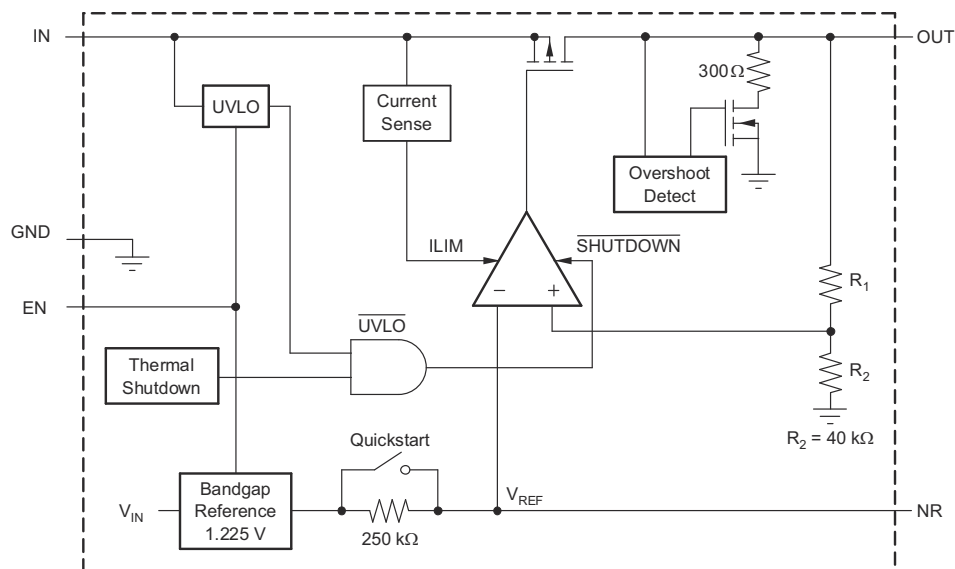 IN
OUT
300Ω
UVLO
Current
Sense
Overshoot
Detect
GND
ILIM
SHUTDOWN
− +
R1
EN
UVLO
Thermal
Shutdown
R2
R2 = 40 kΩ
Quickstart
VIN
Bandgap
Reference
1.225 V
250 kΩ
VREF
NR